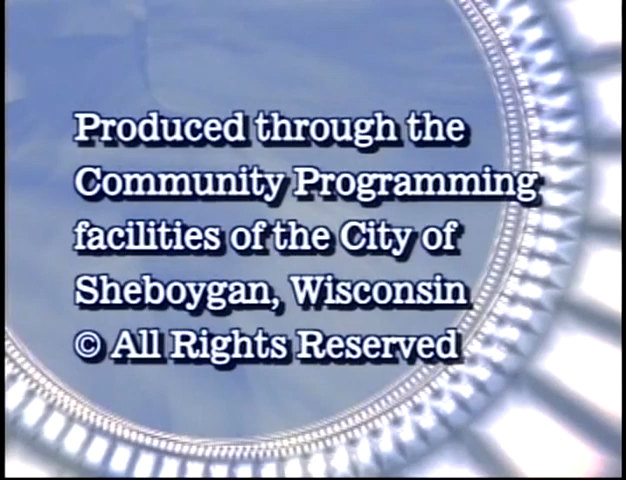 Produced through the
Community Programming
facilities of the City of
Sheboygan, Wisconsin
© All Rights Reserved